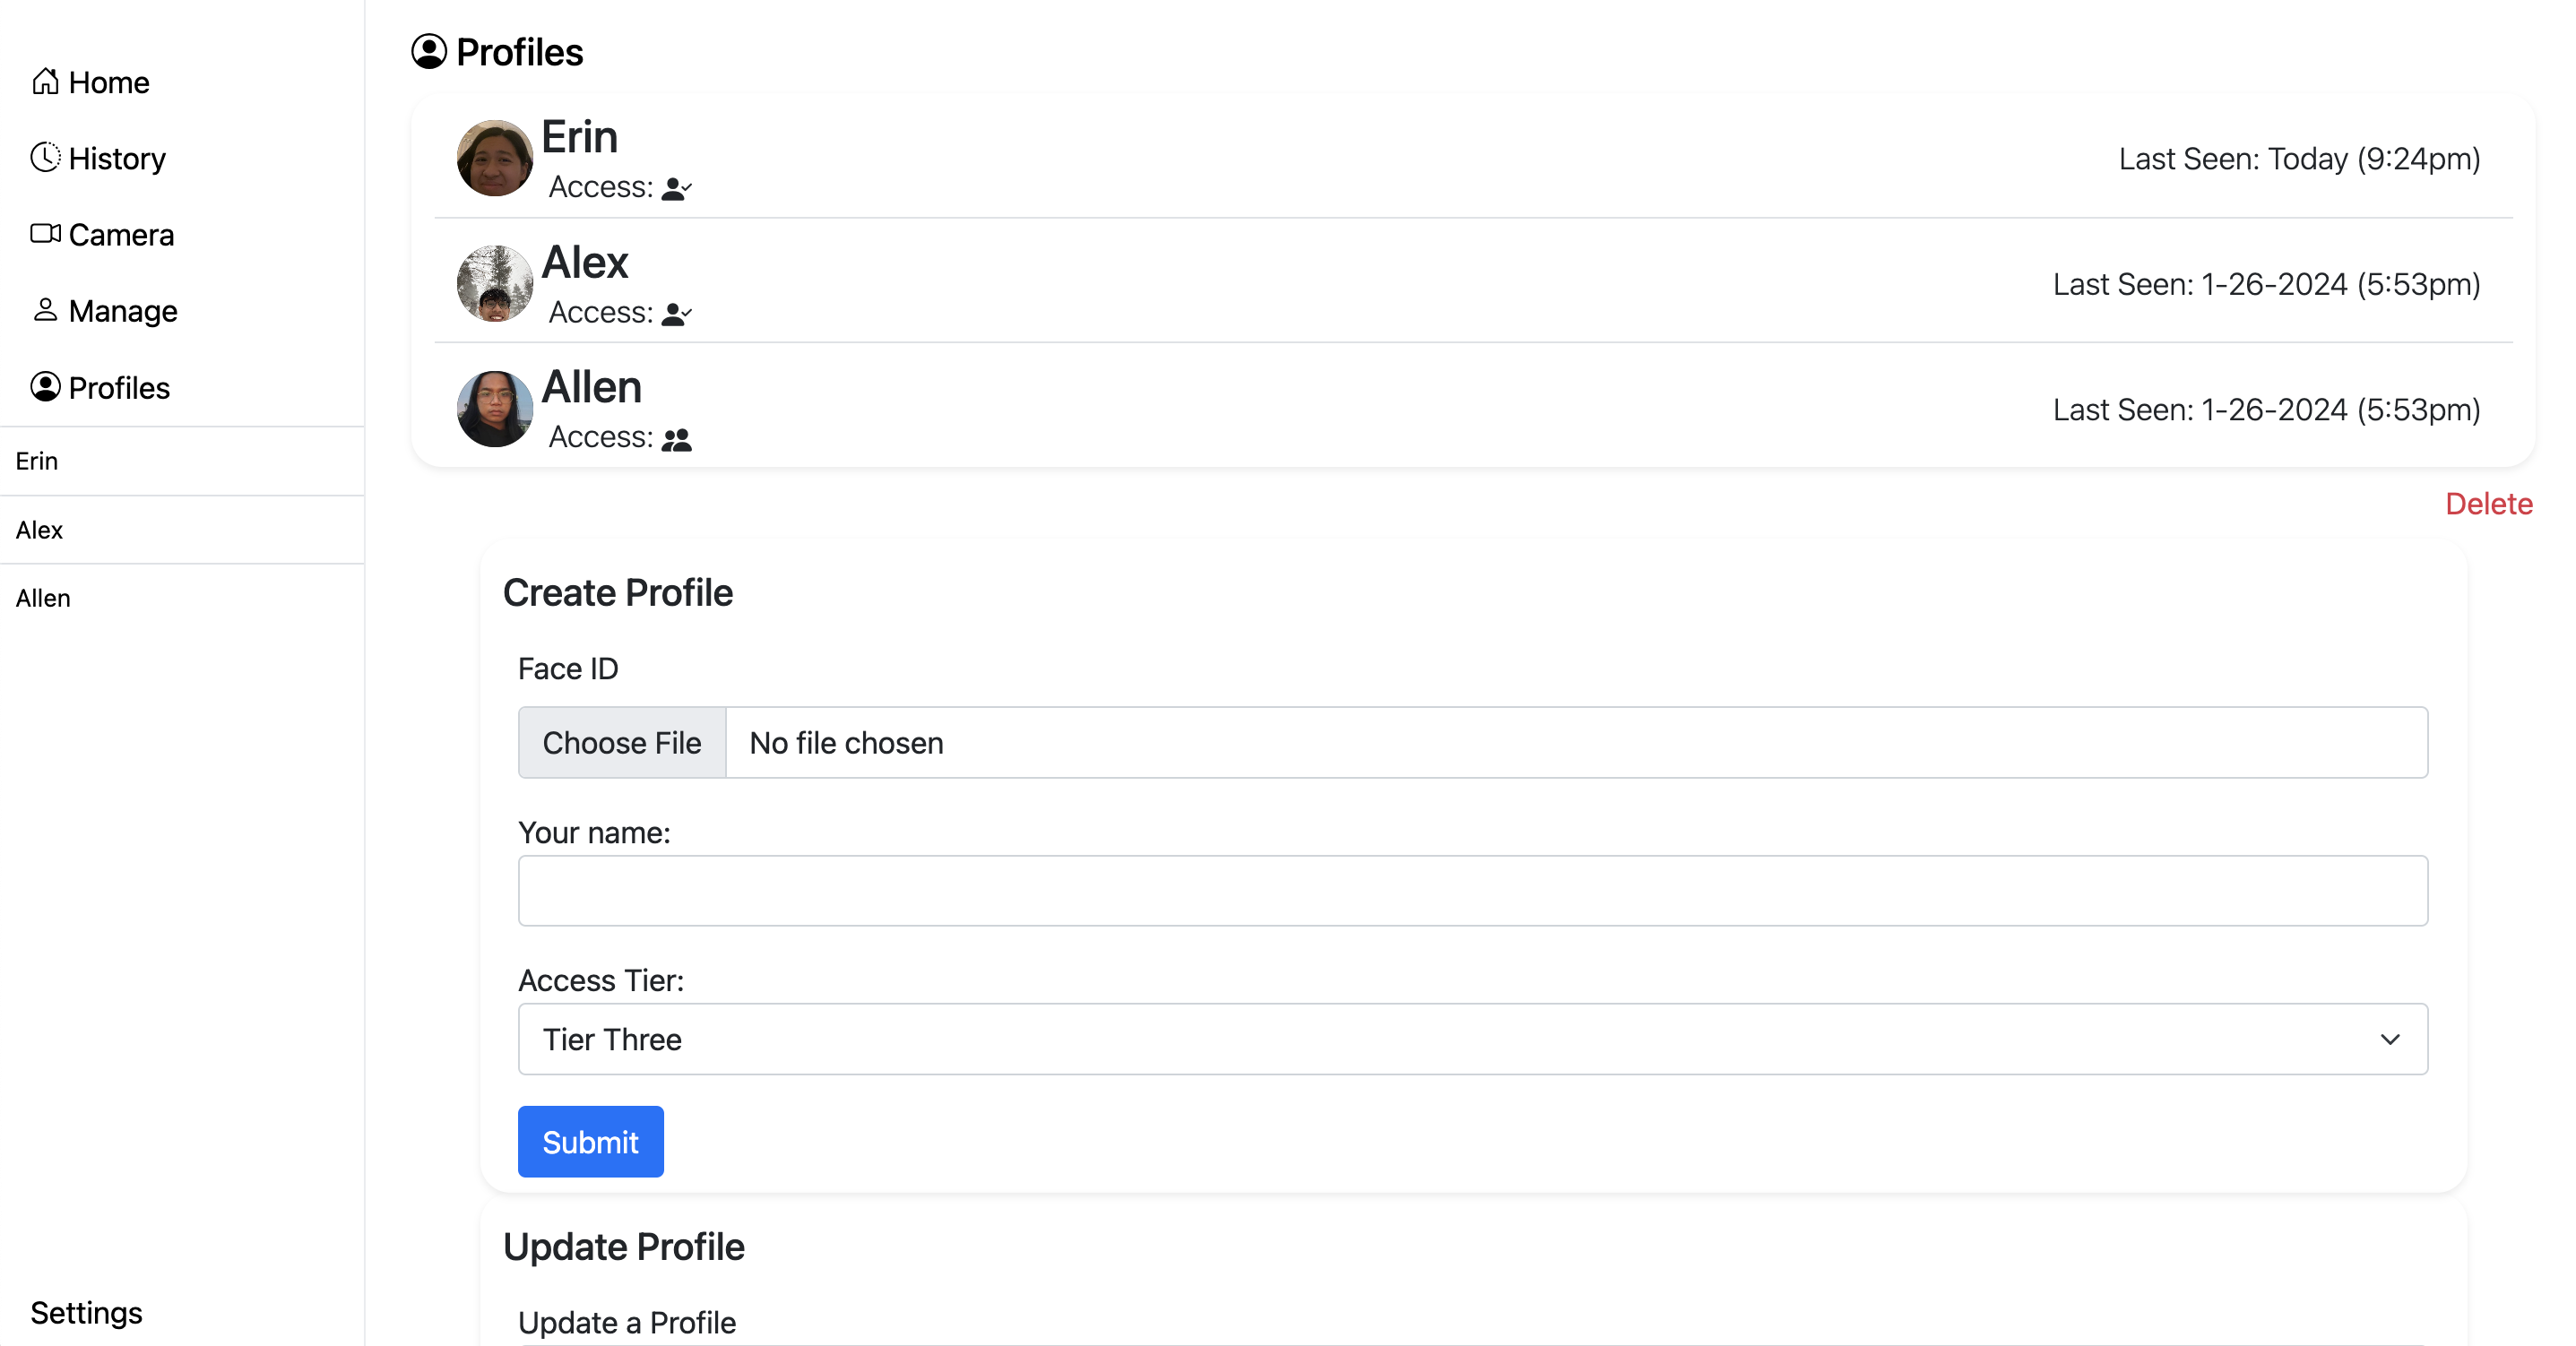 Home
History
Camera
Manage
Profiles
Erin
Alex
Allen
Settings
Profiles
Erin
Access:
Last Seen: Today (9:24pm)
Alex
Access:
Last Seen: 1-26-2024 (5:53pm)
Allen
Access:
Last Seen: 1-26-2024 (5:53pm)
Delete
Create Profile
Face ID
Choose File No file chosen
Your name:
Access Tier:
Tier Three
Submit
Update Profile
Update a Profile